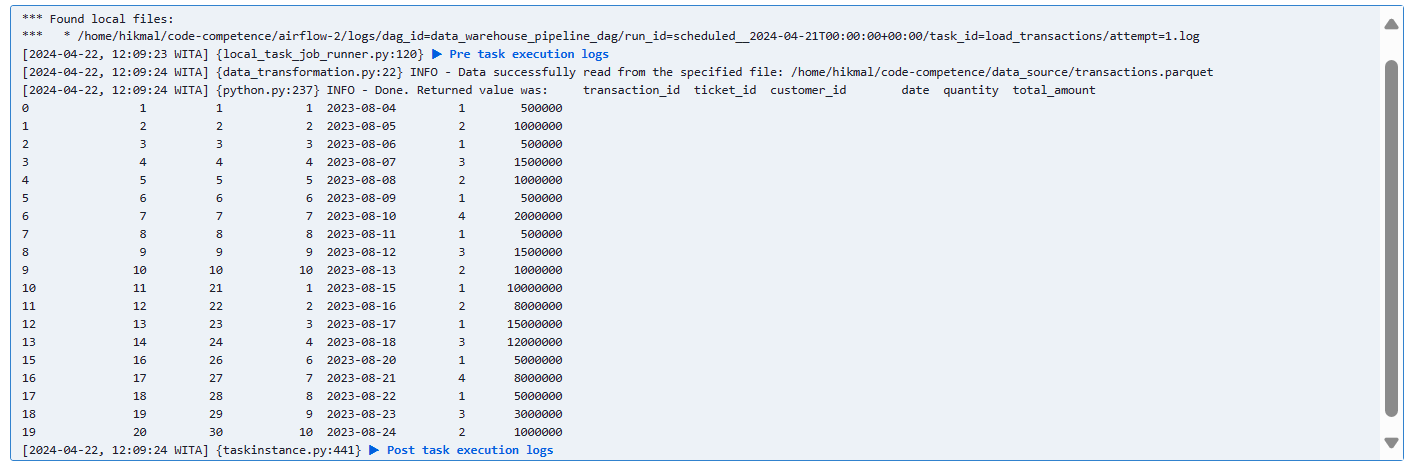 *** Found local files:
***   * /home/hikmal/code-competence/airflow-2/logs/dag_id=data_warehouse_pipeline_dag/run_id=scheduled__2024-04-21T00:00:00+00:00/task_id=load_transactions/attempt=1.log
[2024-04-22, 12:09:23 WITA] {local_task_job_runner.py:120} ▶ Pre task execution logs
[2024-04-22, 12:09:24 WITA] {data_transformation.py:22} INFO - Data successfully read from the specified file: /home/hikmal/code-competence/data_source/transactions.parquet
[2024-04-22, 12:09:24 WITA] {python.py:237} INFO - Done. Returned value was:     transaction_id  ticket_id  customer_id        date  quantity  total_amount
0                1          1            1  2023-08-04         1        500000
1                2          2            2  2023-08-05         2       1000000
2                3          3            3  2023-08-06         1        500000
3                4          4            4  2023-08-07         3       1500000
4                5          5            5  2023-08-08         2       1000000
5                6          6            6  2023-08-09         1        500000
6                7          7            7  2023-08-10         4       2000000
7                8          8            8  2023-08-11         1        500000
8                9          9            9  2023-08-12         3       1500000
9               10         10           10  2023-08-13         2       1000000
10              11         21            1  2023-08-15         1      10000000
11              12         22            2  2023-08-16         2       8000000
12              13         23            3  2023-08-17         1      15000000
13              14         24            4  2023-08-18         3      12000000
15              16         26            6  2023-08-20         1       5000000
16              17         27            7  2023-08-21         4       8000000
17              18         28            8  2023-08-22         1       5000000
18              19         29            9  2023-08-23         3       3000000
19              20         30           10  2023-08-24         2       1000000
[2024-04-22, 12:09:24 WITA] {taskinstance.py:441} ▶ Post task execution logs